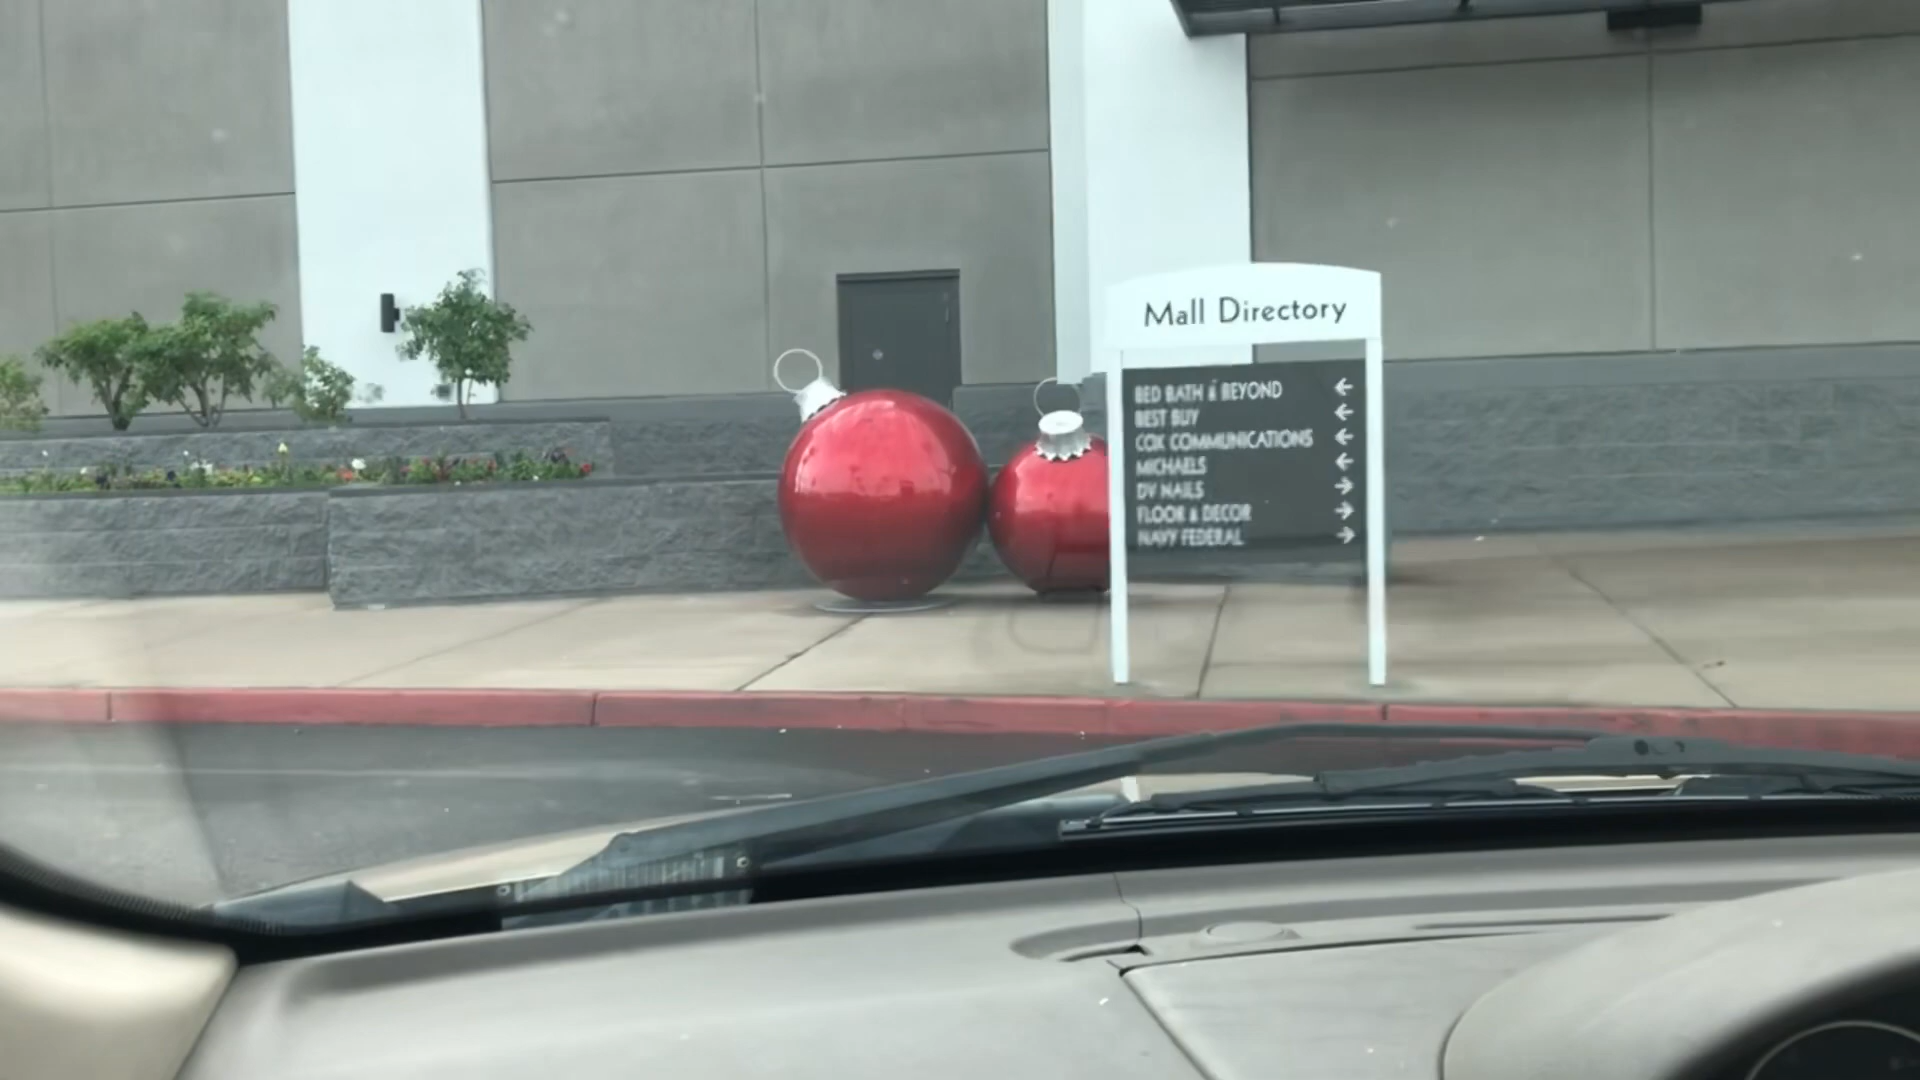 Mall Directory
BED BATH & BEYOND ←
BEST BUY ←
COX COMMUNICATIONS ←
MICHAELS ←
DV NAILS →
FLOOR & DECOR →
NAVY FEDERAL →